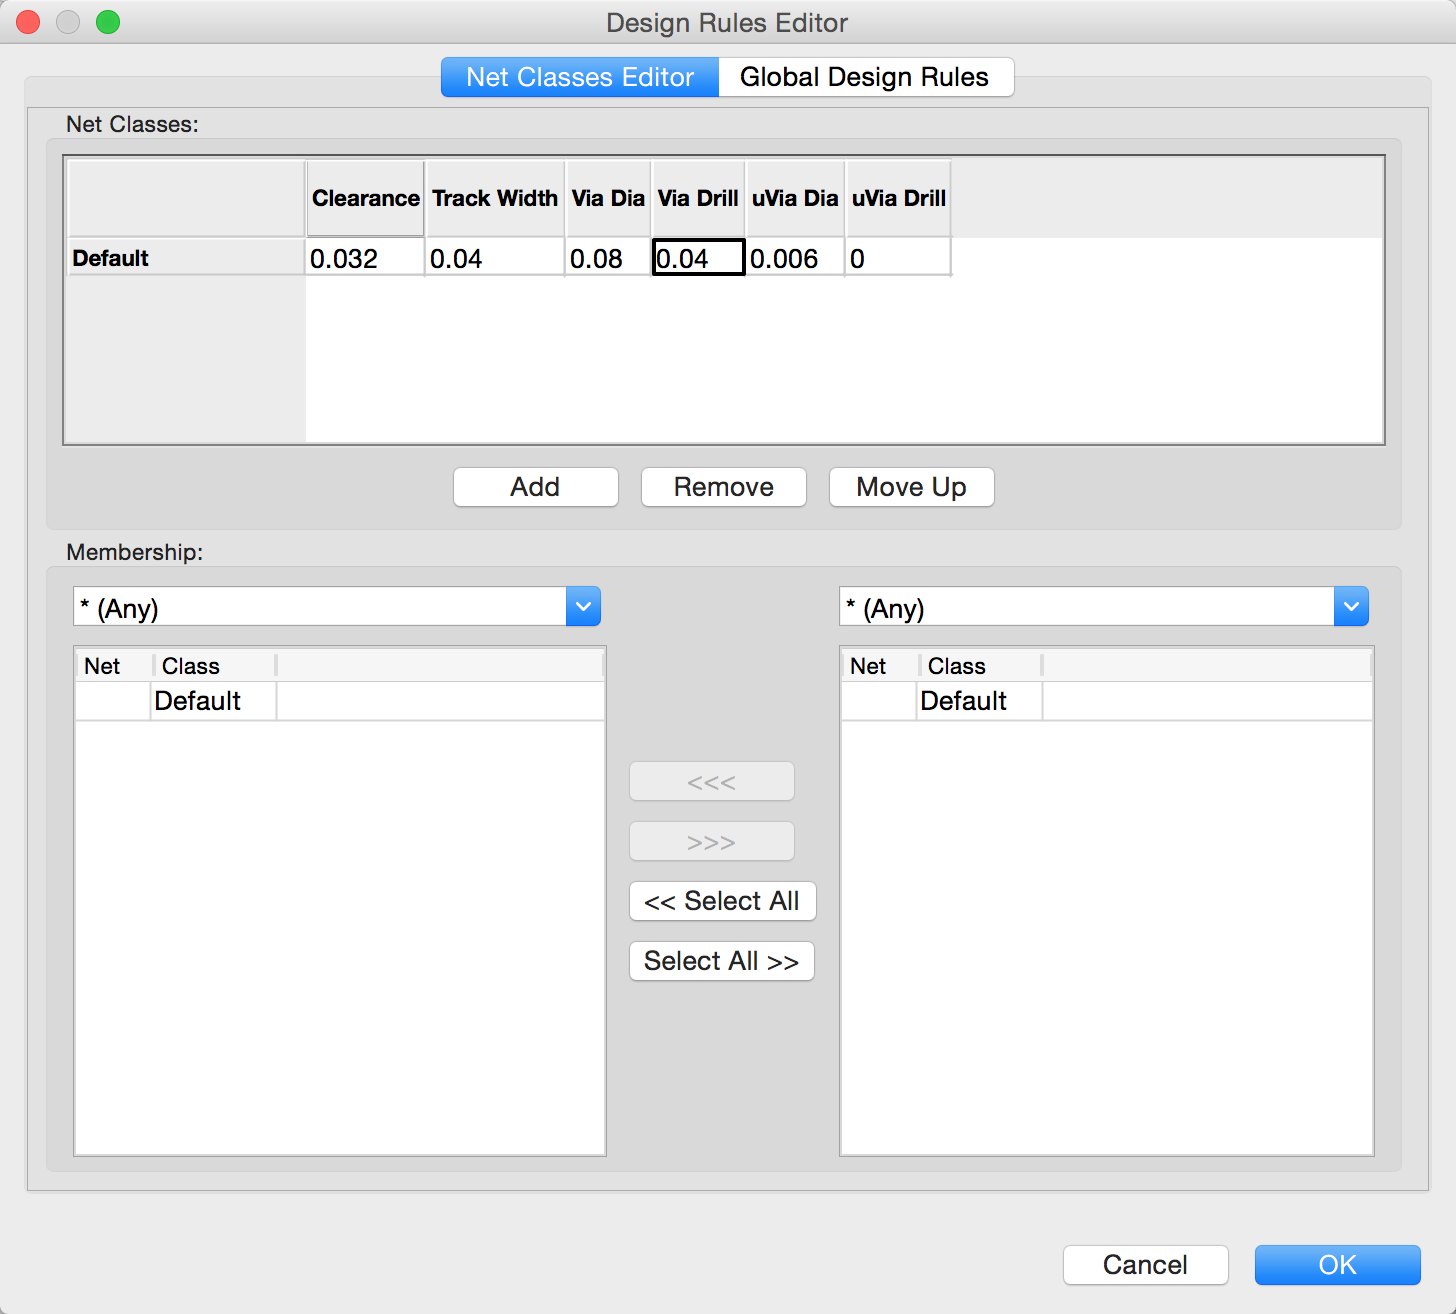 Design Rules Editor
Net Classes Editor Global Design Rules
Net Classes:
Clearance Track Width Via Dia Via Drill uVia Dia uVia Drill
Default 0.032 0.04 0.08 0.04 0.006 0
Add Remove Move Up
Membership:
* (Any) * (Any)
Net Class Net Class
Default Default
<<<
>>>
<< Select All
Select All >>
Cancel OK